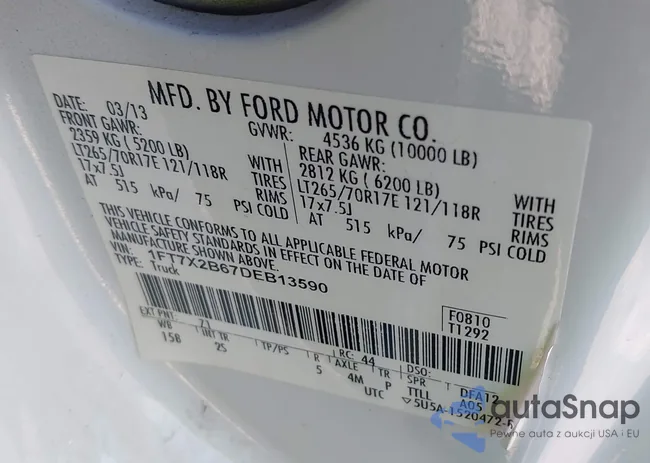 MFD. BY FORD MOTOR CO.
DATE: 03/13 GVWR: 4536 KG (10000 LB)
FRONT GAWR: REAR GAWR:
2359 KG ( 5200 LB) WITH 2812 KG ( 6200 LB) WITH
LT265/70R17E 121/118R TIRES LT265/70R17E 121/118R TIRES
17x7.5J RIMS 17x7.5J RIMS
AT 515 kPa/ 75 PSI COLD AT 515 kPa/ 75 PSI COLD
THIS VEHICLE CONFORMS TO ALL APPLICABLE FEDERAL MOTOR
VEHICLE SAFETY STANDARDS IN EFFECT ON THE DATE OF
MANUFACTURE SHOWN ABOVE.
VIN: 1FT7X2B67DEB13590
TYPE: Truck
F0810
T1292
EXT PNT: Z1 RC: 44 DSO:
WB INT TR TP/PS R AXLE TR SPR DFA12
158 25 5 4M P TTLL A05
UTC ▽5U5A-1520472-
autaSnap
Pewne auta z aukcji USA i EU